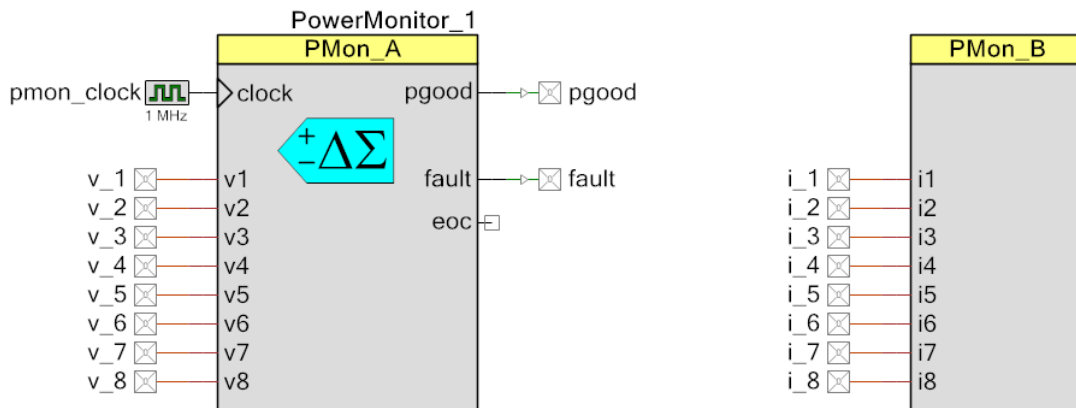 PowerMonitor_1
PMon_A
pmon_clock
1 MHz
clock
+
−ΔΣ
pgood
pgood
fault
fault
eoc
v_1 v1
v_2 v2
v_3 v3
v_4 v4
v_5 v5
v_6 v6
v_7 v7
v_8 v8
PMon_B
i_1 i1
i_2 i2
i_3 i3
i_4 i4
i_5 i5
i_6 i6
i_7 i7
i_8 i8